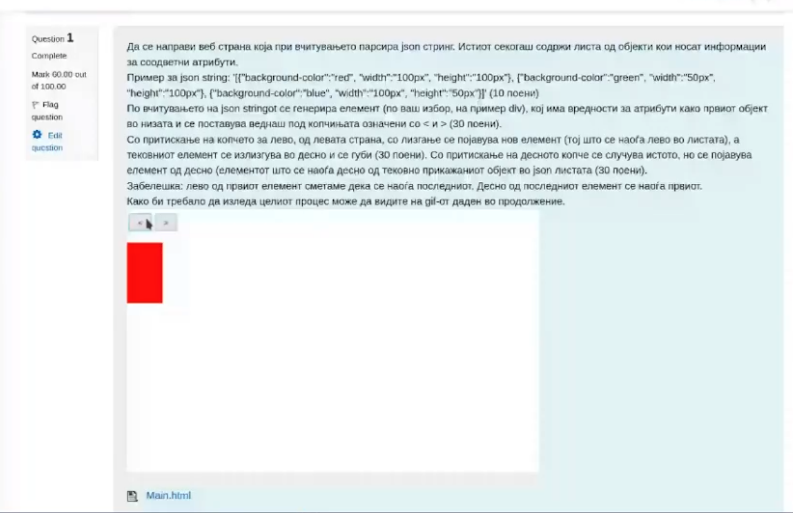 Question 1
Complete
Mark 60.00 out
of 100.00
Flag
question
Edit
question
Да се направи веб страна која при вчитувањето парсира json стринг. Истиот секогаш содржи листа од објекти кои носат информации
за соодветни атрибути.
Пример за json string: '[{"background-color":"red", "width":"100px", "height":"100px"}, {"background-color":"green", "width":"50px",
"height":"100px"}, {"background-color":"blue", "width":"100px", "height":"50px"}]' (10 поени)
По вчитувањето на json stringot се генерира елемент (по ваш избор, на пример div), кој има вредности за атрибути како првиот објект
во низата и се поставува веднаш под копчињата означени со < и > (30 поени).
Со притискање на копчето за лево, од левата страна, со лизгање се појавува нов елемент (тој што се наоѓа лево во листата), а
тековниот елемент се излизгува во десно и се губи (30 поени). Со притискање на десното копче се случува истото, но се појавува
елемент од десно (елементот што се наоѓа десно од тековно прикажаниот објект во json листата (30 поени).
Забелешка: лево од првиот елемент сметаме дека се наоѓа последниот. Десно од последниот елемент се наоѓа првиот.
Како би требало да изгледа целиот процес може да видите на gif-от даден во продолжение.
< >
Main.html